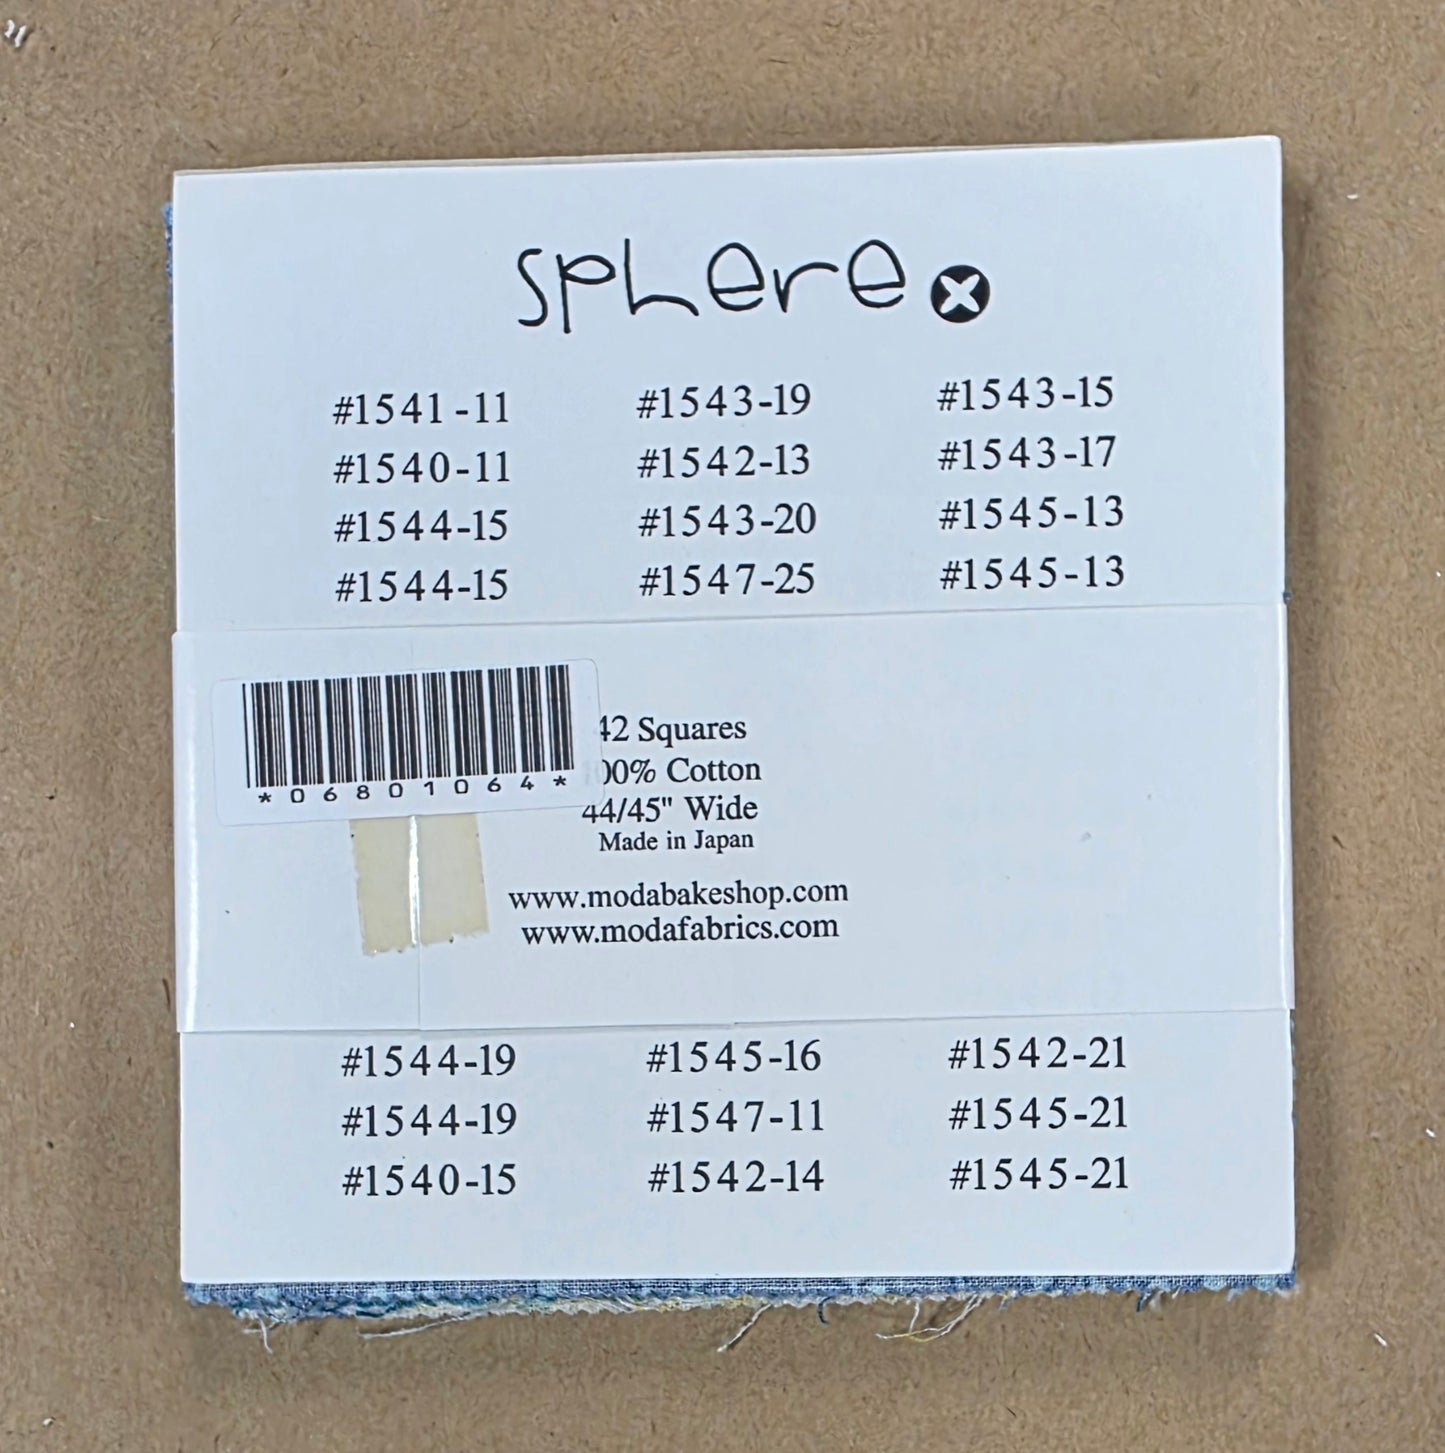 sphere
#1541-11 #1543-19 #1543-15
#1540-11 #1542-13 #1543-17
#1544-15 #1543-20 #1545-13
#1544-15 #1547-25 #1545-13
*06801064*
42 Squares
00% Cotton
44/45" Wide
Made in Japan
www.modabakeshop.com
www.modafabrics.com
#1544-19 #1545-16 #1542-21
#1544-19 #1547-11 #1545-21
#1540-15 #1542-14 #1545-21